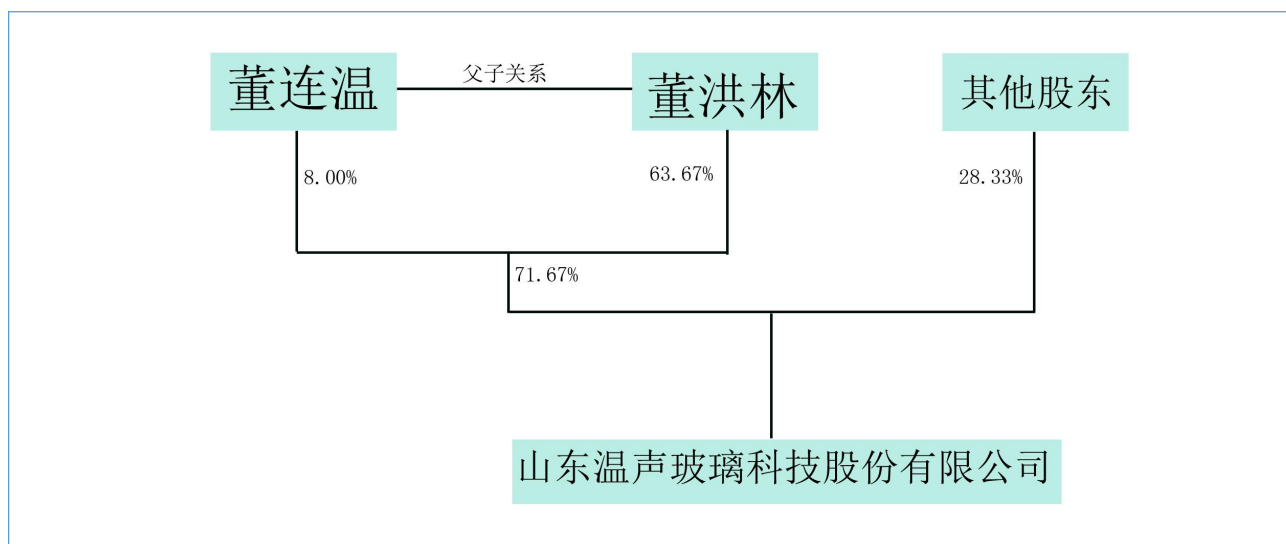 董连温
父子关系
董洪林
其他股东
8.00%
63.67%
28.33%
71.67%
山东温声玻璃科技股份有限公司